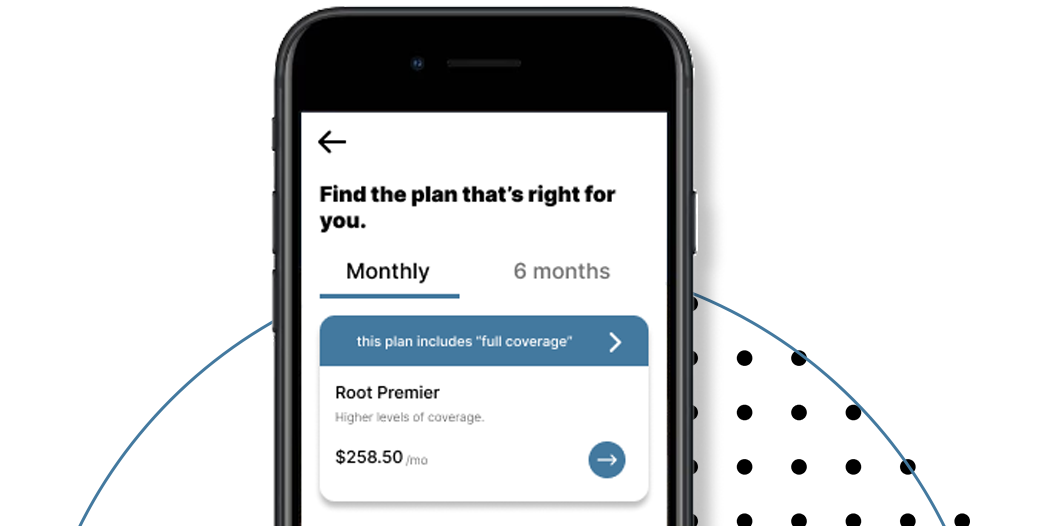 Find the plan that’s right for
you.
Monthly
6 months
this plan includes "full coverage"
Root Premier
Higher levels of coverage.
$258.50 /mo